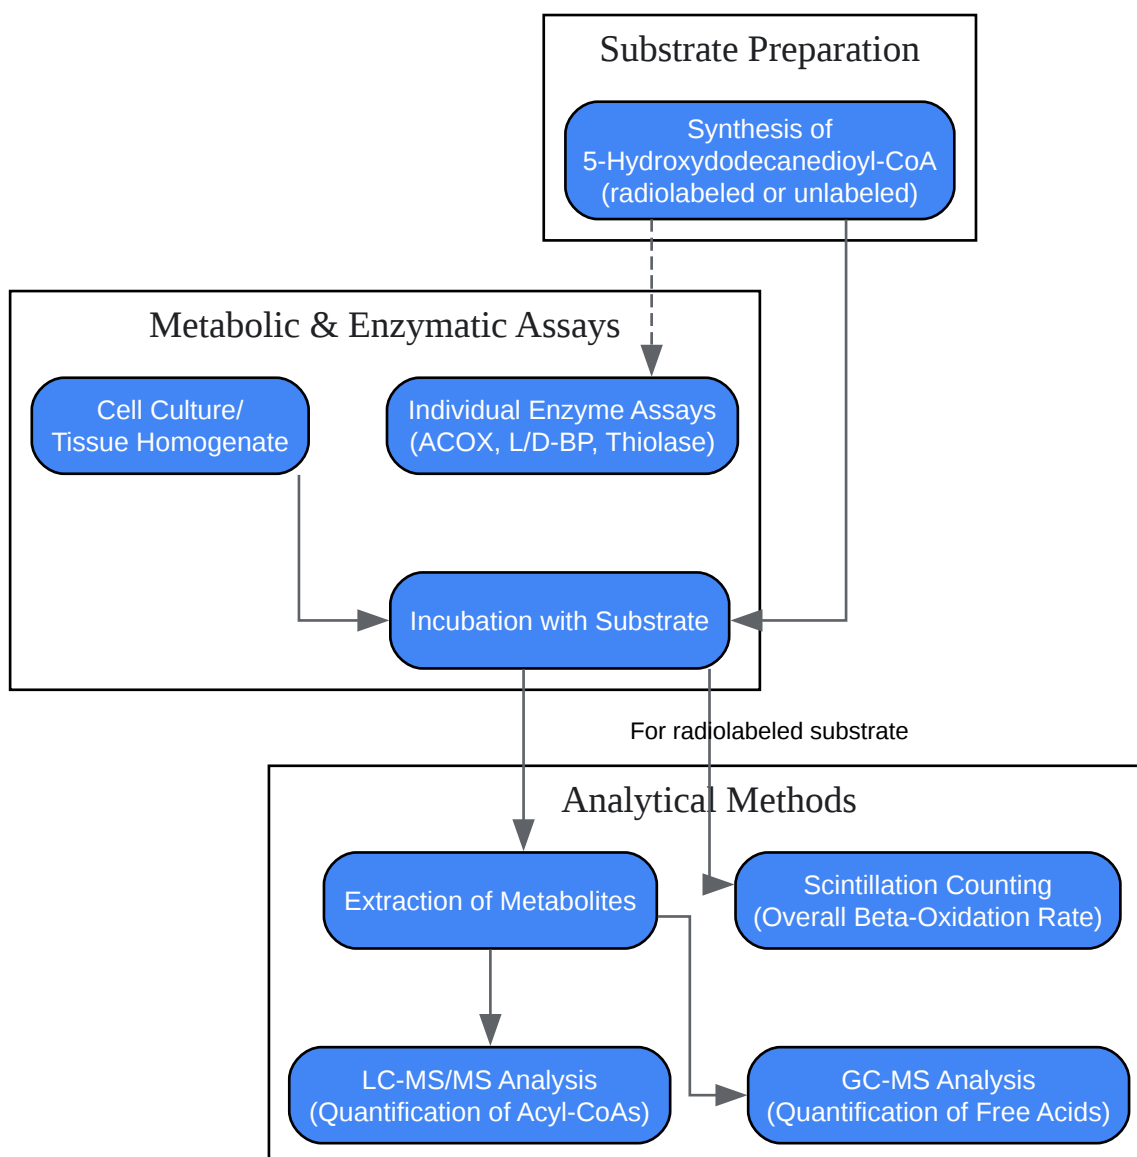 Substrate Preparation
Synthesis of
5-Hydroxydodecanedioyl-CoA
(radiolabeled or unlabeled)
Metabolic & Enzymatic Assays
Cell Culture/
Tissue Homogenate
Individual Enzyme Assays
(ACOX, L/D-BP, Thiolase)
Incubation with Substrate
For radiolabeled substrate
Analytical Methods
Extraction of Metabolites
Scintillation Counting
(Overall Beta-Oxidation Rate)
LC-MS/MS Analysis
(Quantification of Acyl-CoAs)
GC-MS Analysis
(Quantification of Free Acids)